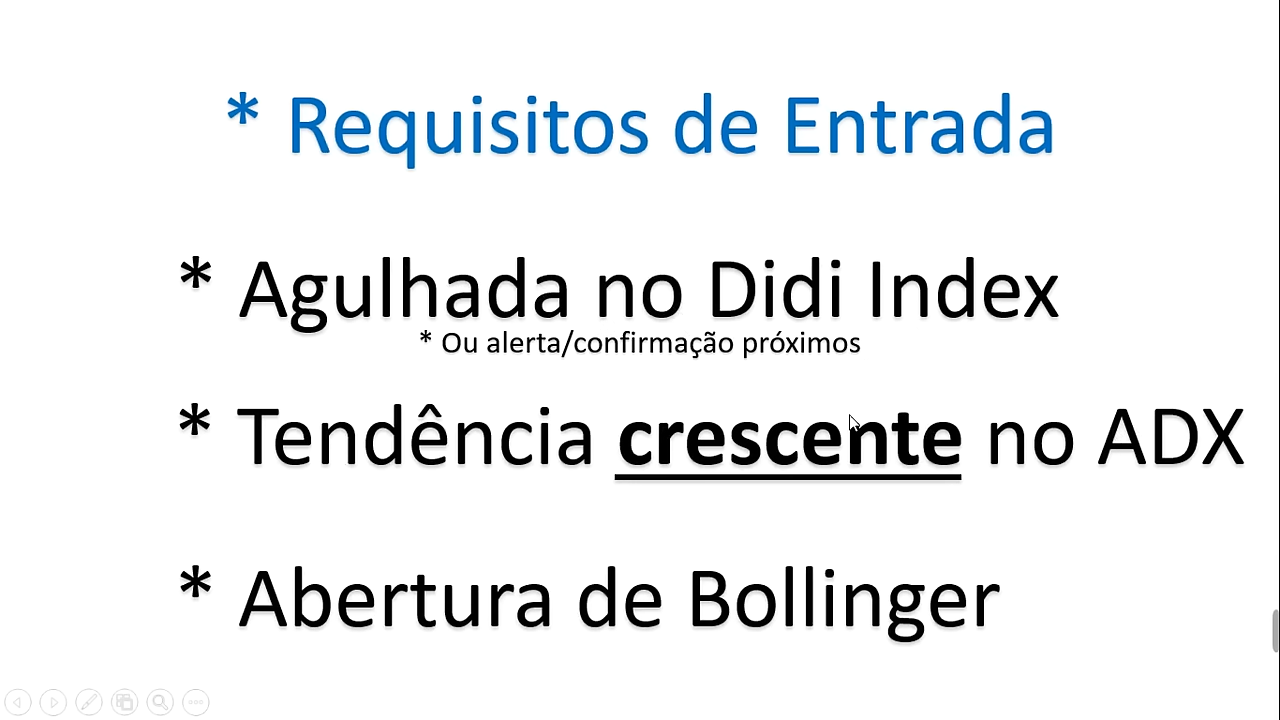 * Requisitos de Entrada
* Agulhada no Didi Index
* Ou alerta/confirmação próximos
* Tendência crescente no ADX
* Abertura de Bollinger